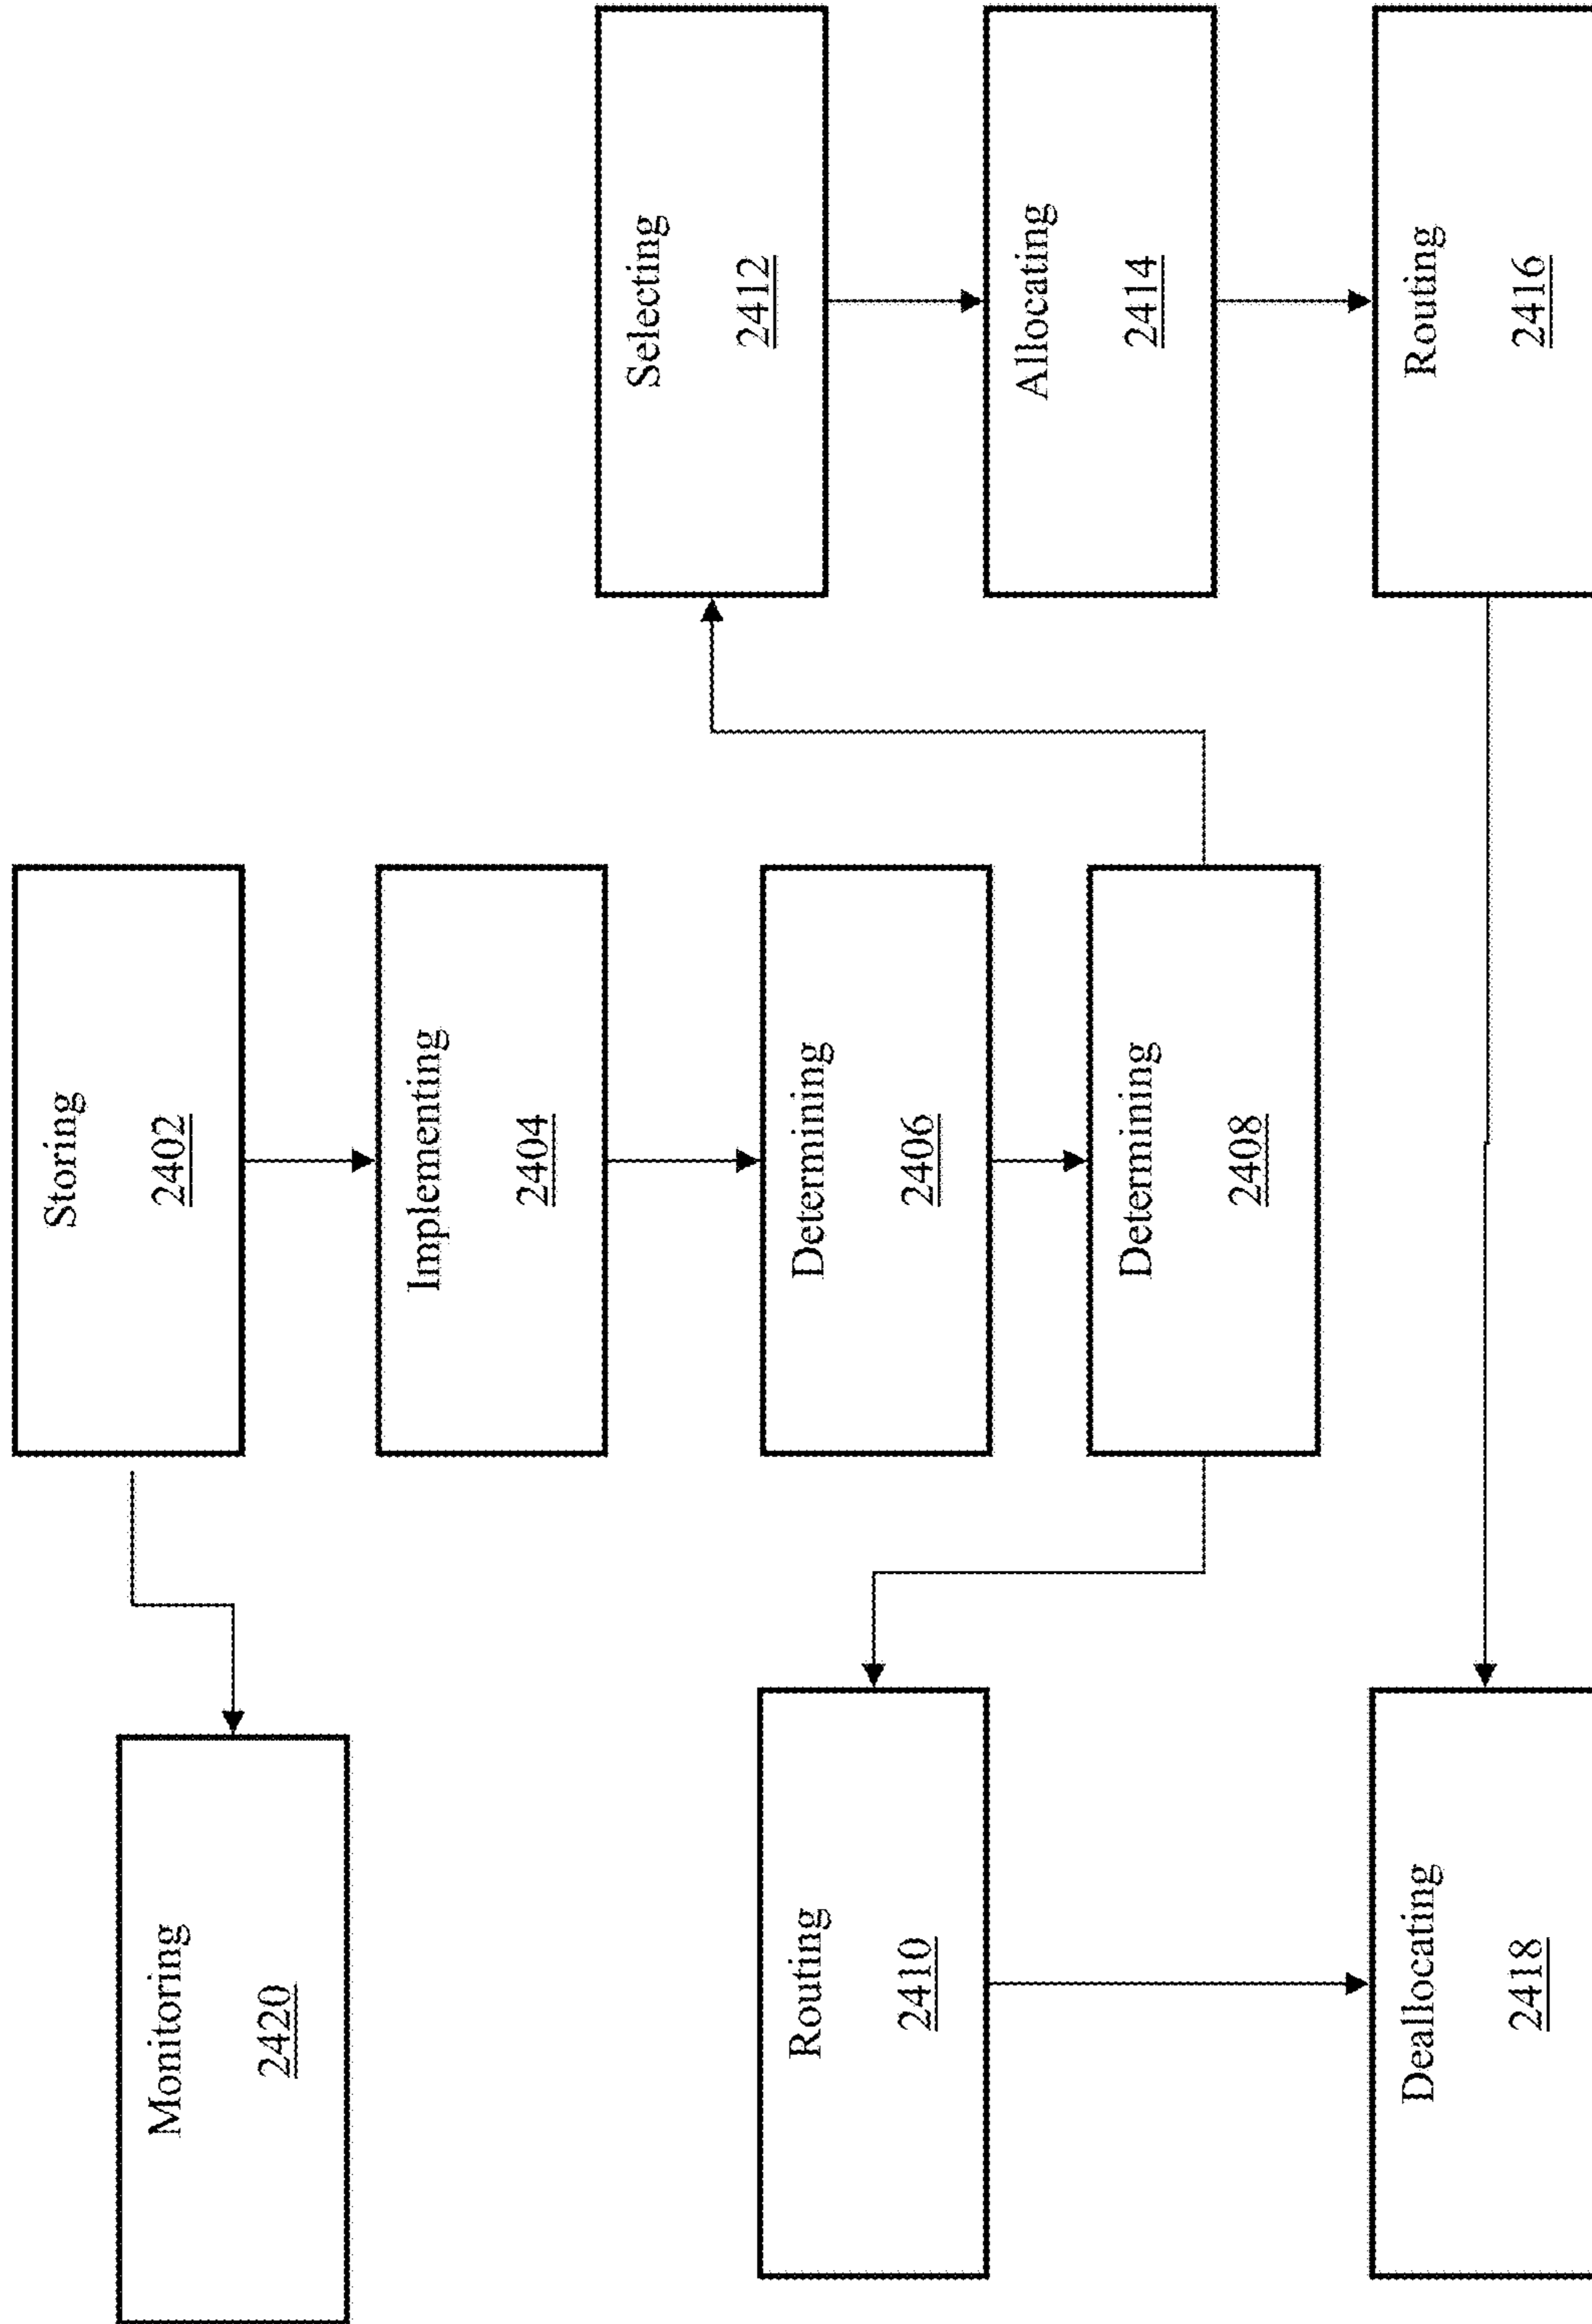 Storing
2402
Monitoring
2420
Implementing
2404
Selecting
2412
Determining
2406
Routing
2410
Allocating
2414
Determining
2408
Routing
2416
Deallocating
2418